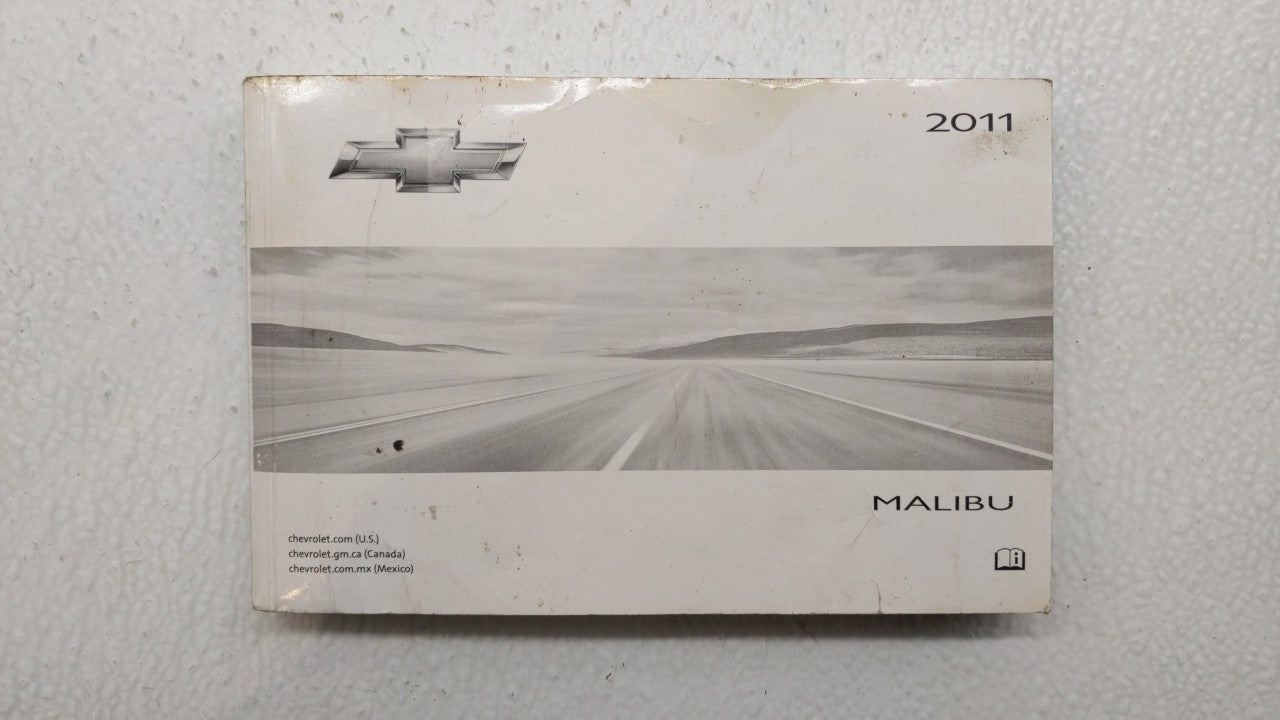 2011
MALIBU
chevrolet.com (U.S.)
chevrolet.gm.ca (Canada)
chevrolet.com.mx (Mexico)